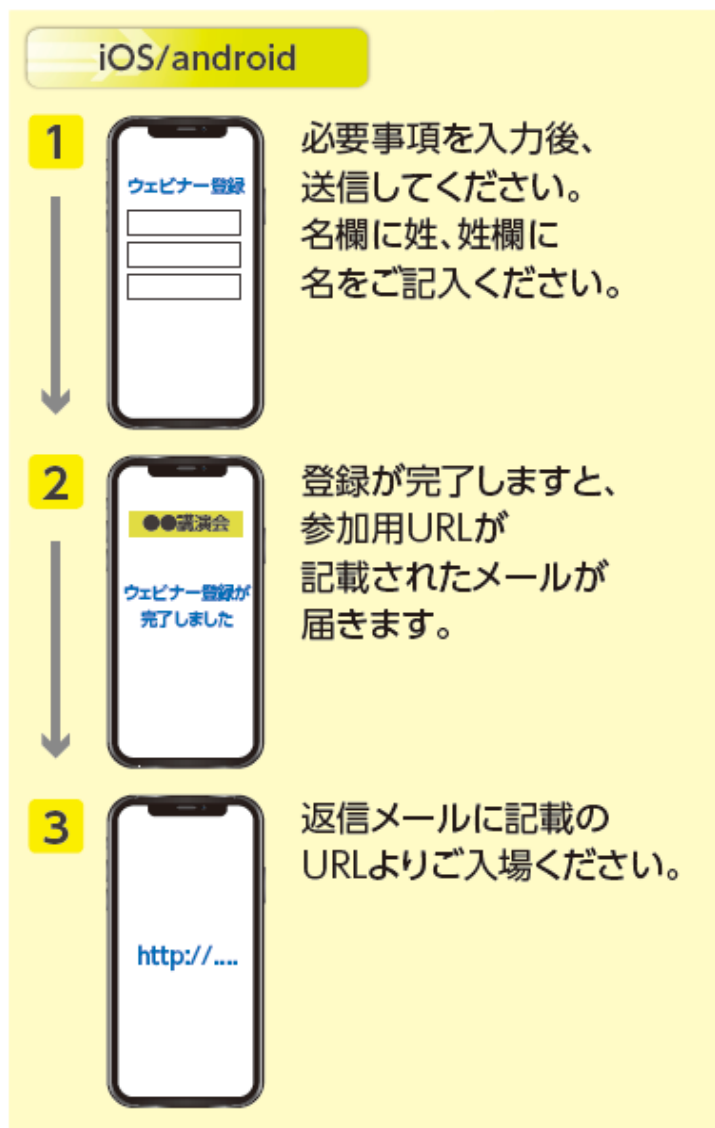 iOS/android
1
ウェビナー登録
必要事項を入力後、
送信してください。
名欄に姓、姓欄に
名をご記入ください。
2
●●講演会
ウェビナー登録が
完了しました
登録が完了しますと、
参加用URLが
記載されたメールが
届きます。
3
http://....
返信メールに記載の
URLよりご入場ください。